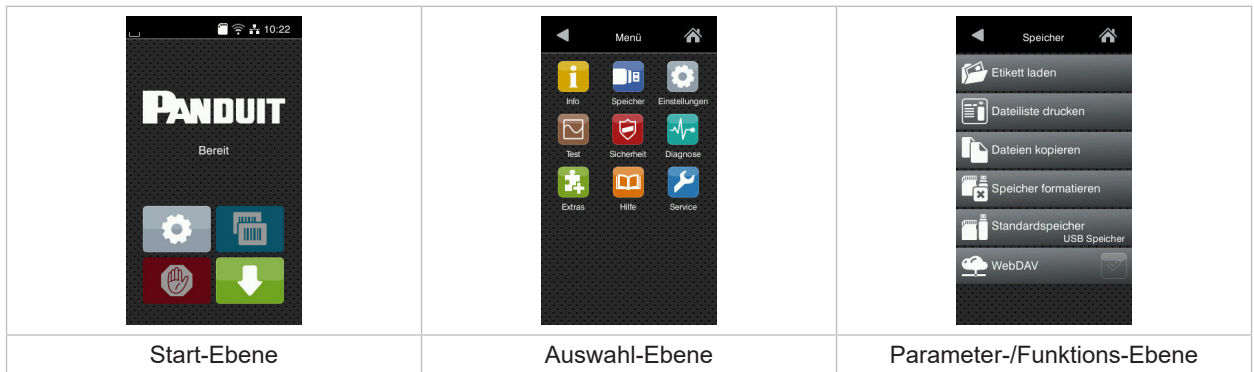 10:22
PANDUIT
Bereit
Menü
Info Speicher Einstellungen
Test Sicherheit Diagnose
Extras Hilfe Service
Speicher
Etikett laden
Dateiliste drucken
Dateien kopieren
Speicher formatieren
Standardspeicher
USB Speicher
WebDAV
Start-Ebene Auswahl-Ebene Parameter-/Funktions-Ebene